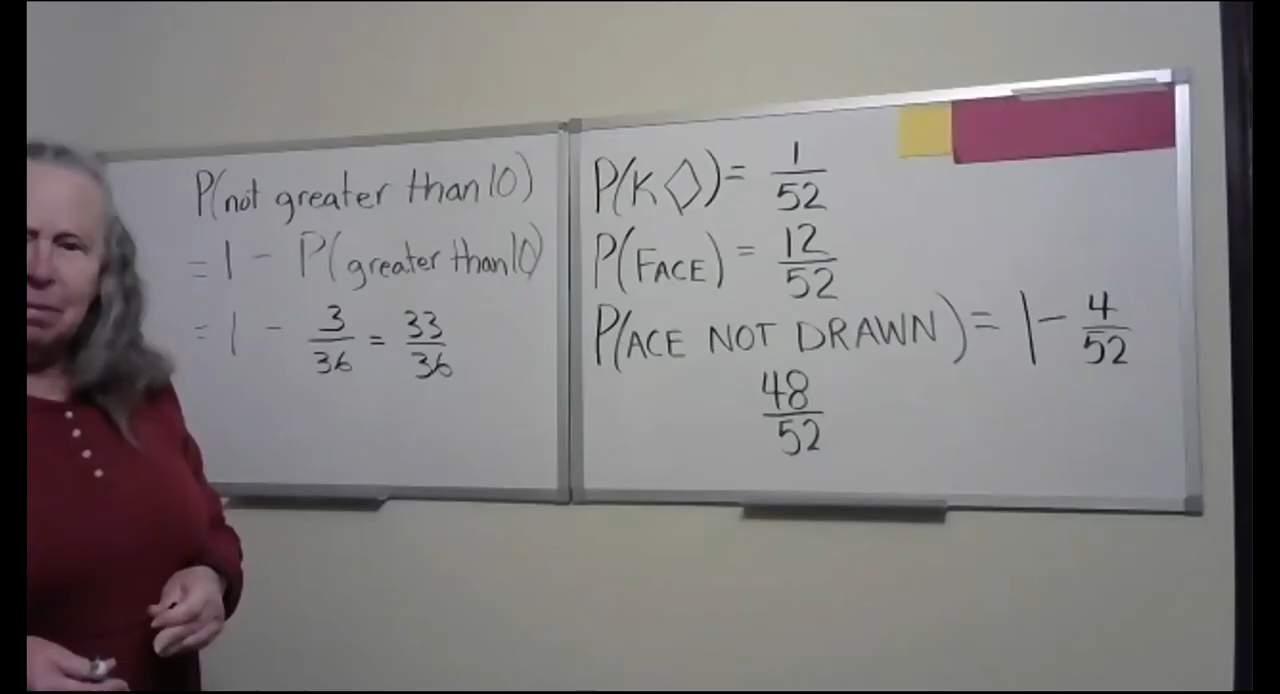 P(not greater than 10)
= 1 - P(greater than 10)
= 1 - 3/36 = 33/36
P(K◇) = 1/52
P(FACE) = 12/52
P(ACE NOT DRAWN) = 1 - 4/52
48/52